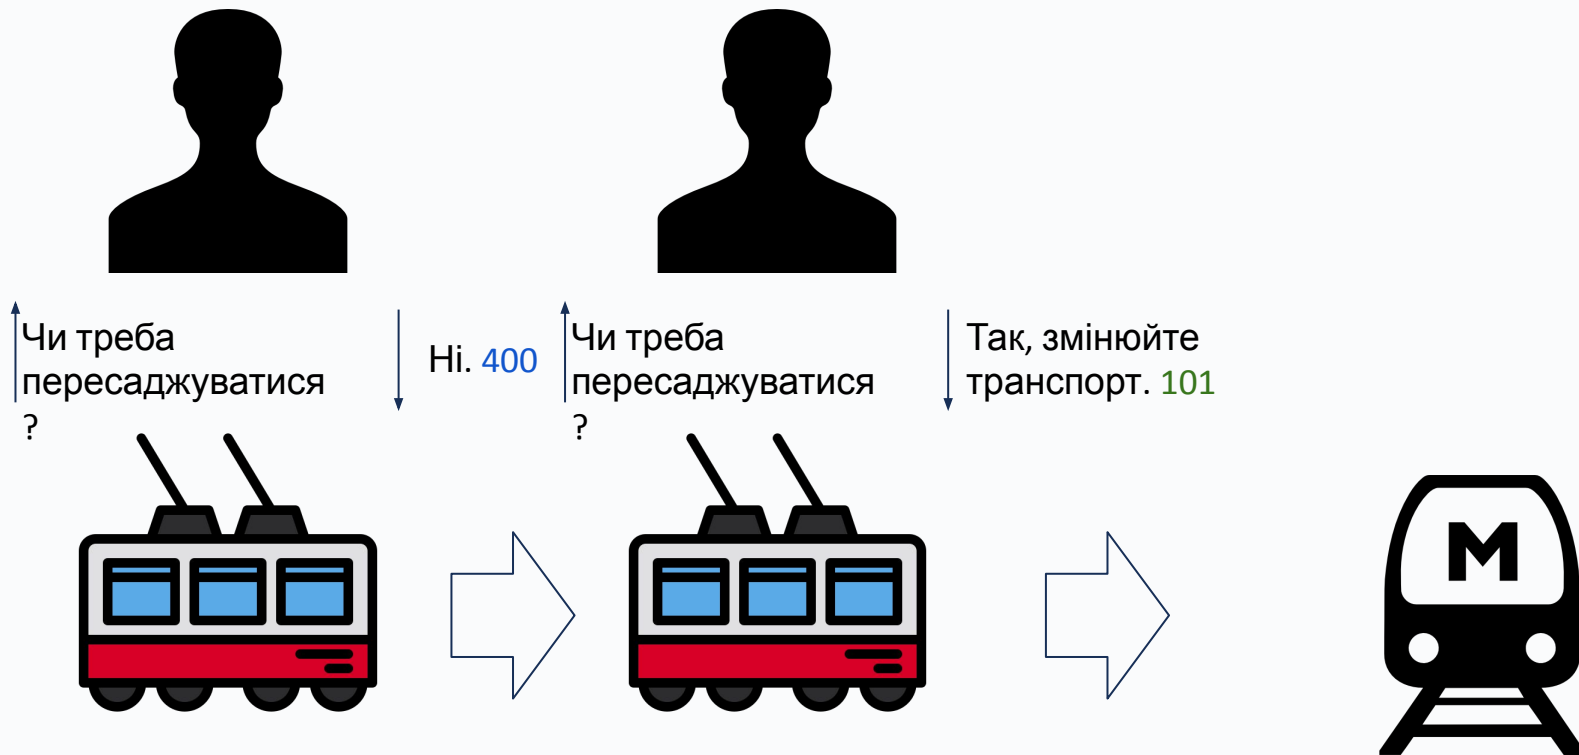 Чи треба
пересаджуватися
?
Ні. 400
Чи треба
пересаджуватися
?
Так, змінюйте
транспорт. 101
M